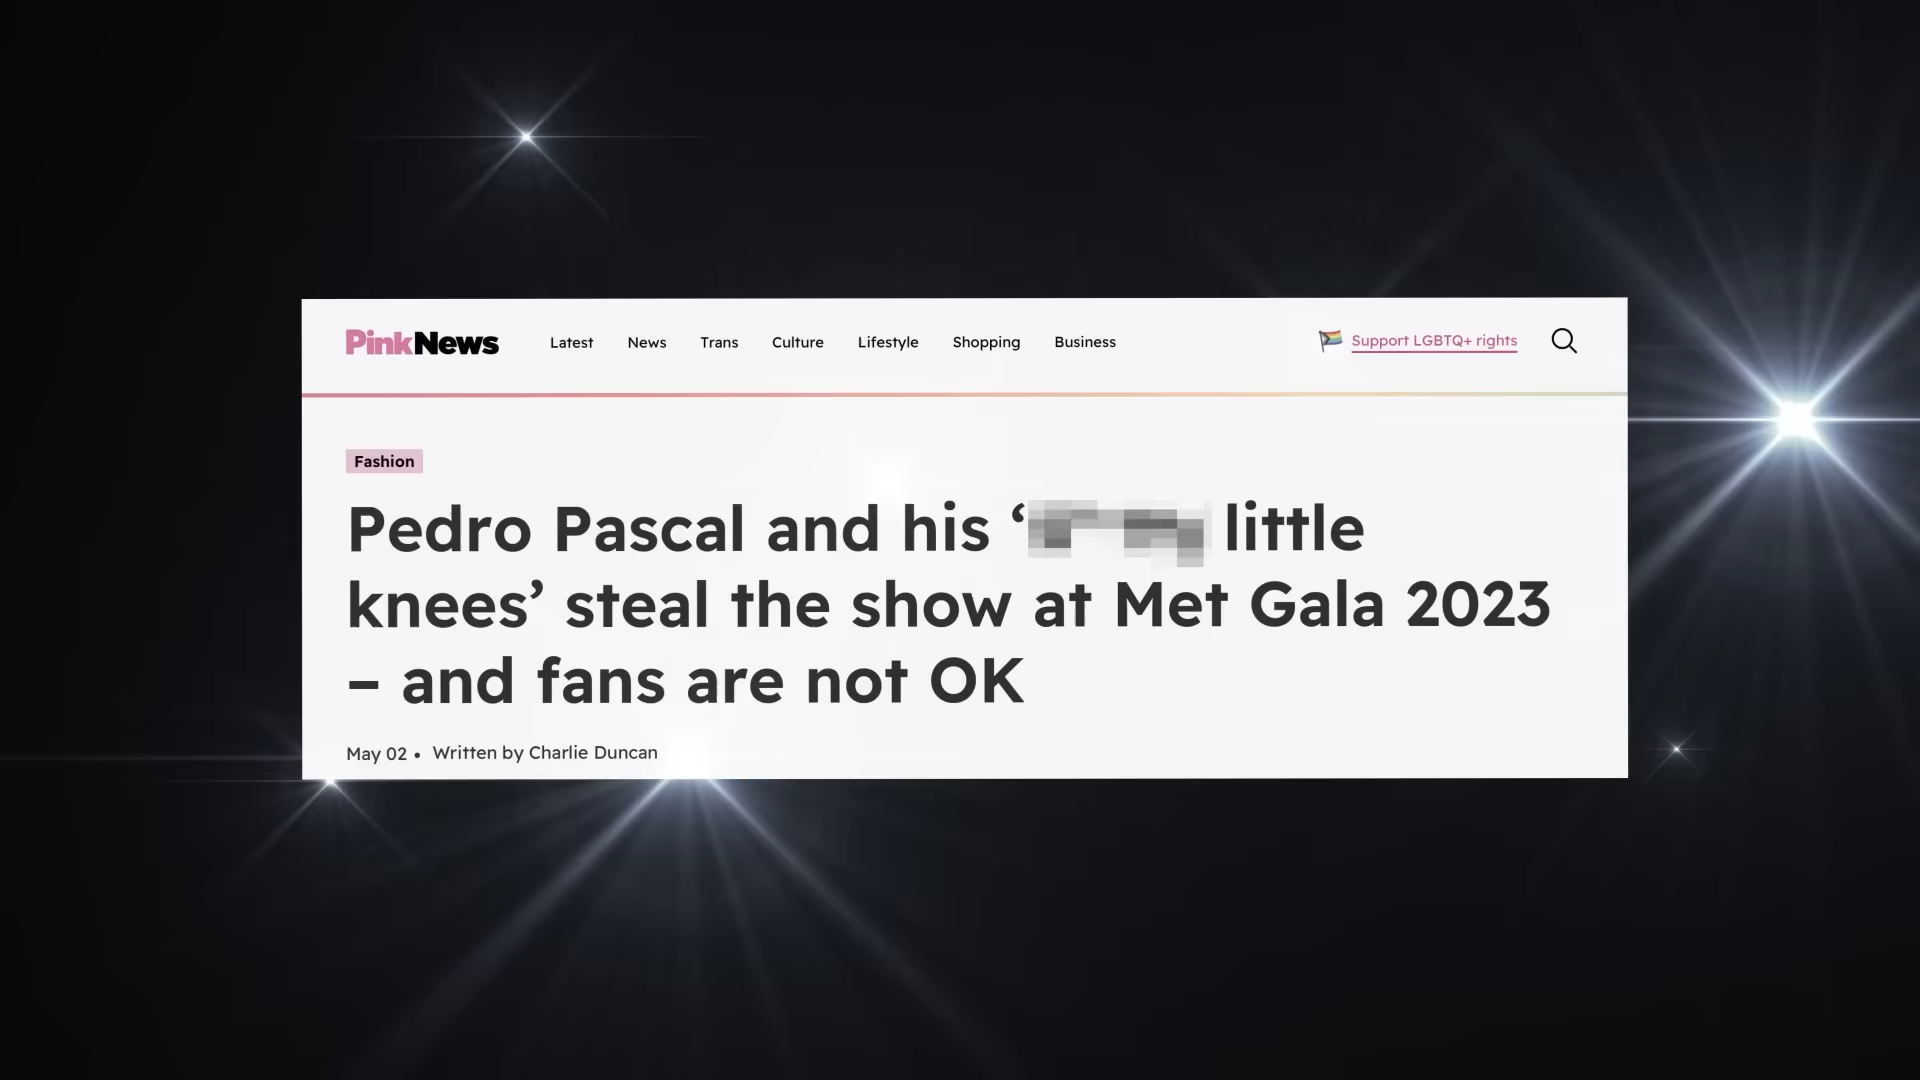 PinkNews
Latest News Trans Culture Lifestyle Shopping Business
Support LGBTQ+ rights
Fashion
Pedro Pascal and his ‘ little
knees’ steal the show at Met Gala 2023
– and fans are not OK
May 02 • Written by Charlie Duncan